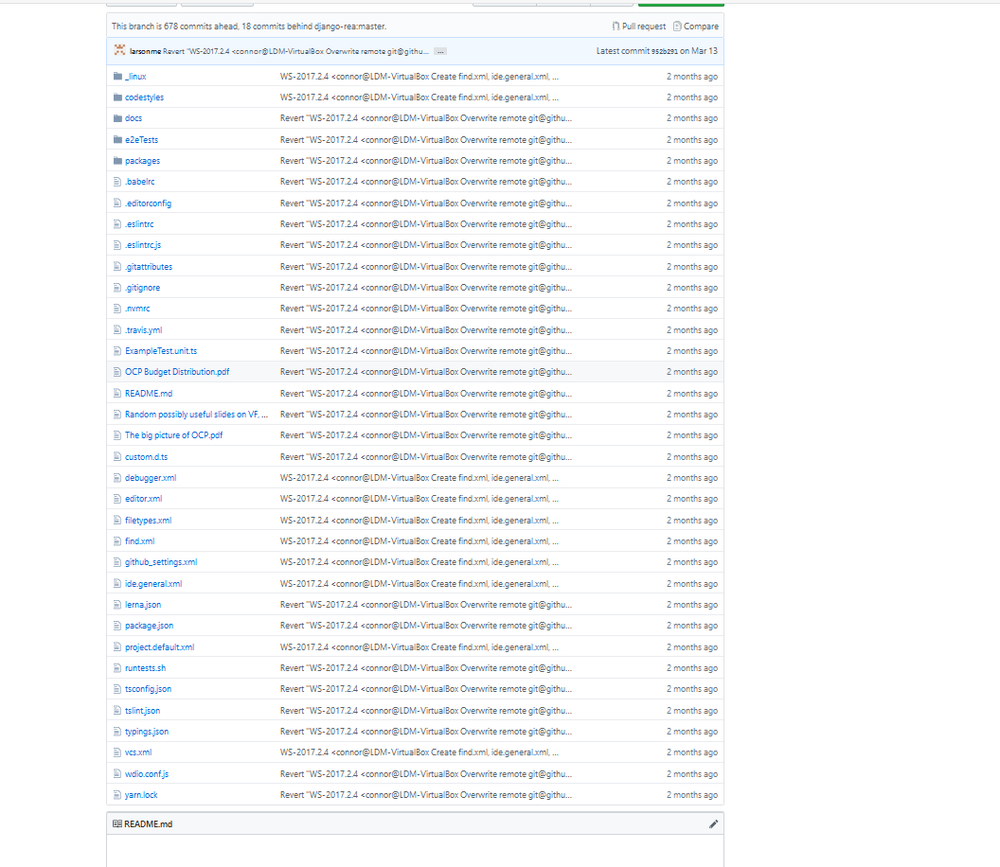 This branch is 678 commits ahead, 18 commits behind django-rea:master. Pull request Compare
larsonme Revert "WS-2017.2.4 <connor@LDM-VirtualBox Overwrite remote git@githu... ... Latest commit 952b291 on Mar 13
_linux WS-2017.2.4 <connor@LDM-VirtualBox Create find.xml, ide.general.xml, ... 2 months ago
codestyles WS-2017.2.4 <connor@LDM-VirtualBox Create find.xml, ide.general.xml, ... 2 months ago
docs Revert "WS-2017.2.4 <connor@LDM-VirtualBox Overwrite remote git@githu... 2 months ago
e2eTests Revert "WS-2017.2.4 <connor@LDM-VirtualBox Overwrite remote git@githu... 2 months ago
packages Revert "WS-2017.2.4 <connor@LDM-VirtualBox Overwrite remote git@githu... 2 months ago
.babelrc Revert "WS-2017.2.4 <connor@LDM-VirtualBox Overwrite remote git@githu... 2 months ago
.editorconfig Revert "WS-2017.2.4 <connor@LDM-VirtualBox Overwrite remote git@githu... 2 months ago
.eslintrc Revert "WS-2017.2.4 <connor@LDM-VirtualBox Overwrite remote git@githu... 2 months ago
.eslintrc.js Revert "WS-2017.2.4 <connor@LDM-VirtualBox Overwrite remote git@githu... 2 months ago
.gitattributes Revert "WS-2017.2.4 <connor@LDM-VirtualBox Overwrite remote git@githu... 2 months ago
.gitignore Revert "WS-2017.2.4 <connor@LDM-VirtualBox Overwrite remote git@githu... 2 months ago
.nvmrc Revert "WS-2017.2.4 <connor@LDM-VirtualBox Overwrite remote git@githu... 2 months ago
.travis.yml Revert "WS-2017.2.4 <connor@LDM-VirtualBox Overwrite remote git@githu... 2 months ago
ExampleTest.unit.ts Revert "WS-2017.2.4 <connor@LDM-VirtualBox Overwrite remote git@githu... 2 months ago
OCP Budget Distribution.pdf Revert "WS-2017.2.4 <connor@LDM-VirtualBox Overwrite remote git@githu... 2 months ago
README.md Revert "WS-2017.2.4 <connor@LDM-VirtualBox Overwrite remote git@githu... 2 months ago
Random possibly useful slides on VF, ... Revert "WS-2017.2.4 <connor@LDM-VirtualBox Overwrite remote git@githu... 2 months ago
The big picture of OCP.pdf Revert "WS-2017.2.4 <connor@LDM-VirtualBox Overwrite remote git@githu... 2 months ago
custom.d.ts Revert "WS-2017.2.4 <connor@LDM-VirtualBox Overwrite remote git@githu... 2 months ago
debugger.xml WS-2017.2.4 <connor@LDM-VirtualBox Create find.xml, ide.general.xml, ... 2 months ago
editor.xml WS-2017.2.4 <connor@LDM-VirtualBox Create find.xml, ide.general.xml, ... 2 months ago
filetypes.xml WS-2017.2.4 <connor@LDM-VirtualBox Create find.xml, ide.general.xml, ... 2 months ago
find.xml WS-2017.2.4 <connor@LDM-VirtualBox Create find.xml, ide.general.xml, ... 2 months ago
github_settings.xml WS-2017.2.4 <connor@LDM-VirtualBox Create find.xml, ide.general.xml, ... 2 months ago
ide.general.xml WS-2017.2.4 <connor@LDM-VirtualBox Create find.xml, ide.general.xml, ... 2 months ago
lerna.json Revert "WS-2017.2.4 <connor@LDM-VirtualBox Overwrite remote git@githu... 2 months ago
package.json Revert "WS-2017.2.4 <connor@LDM-VirtualBox Overwrite remote git@githu... 2 months ago
project.default.xml WS-2017.2.4 <connor@LDM-VirtualBox Create find.xml, ide.general.xml, ... 2 months ago
runtests.sh Revert "WS-2017.2.4 <connor@LDM-VirtualBox Overwrite remote git@githu... 2 months ago
tsconfig.json Revert "WS-2017.2.4 <connor@LDM-VirtualBox Overwrite remote git@githu... 2 months ago
tslint.json Revert "WS-2017.2.4 <connor@LDM-VirtualBox Overwrite remote git@githu... 2 months ago
typings.json Revert "WS-2017.2.4 <connor@LDM-VirtualBox Overwrite remote git@githu... 2 months ago
vcs.xml WS-2017.2.4 <connor@LDM-VirtualBox Create find.xml, ide.general.xml, ... 2 months ago
wdio.conf.js Revert "WS-2017.2.4 <connor@LDM-VirtualBox Overwrite remote git@githu... 2 months ago
yarn.lock Revert "WS-2017.2.4 <connor@LDM-VirtualBox Overwrite remote git@githu... 2 months ago
README.md